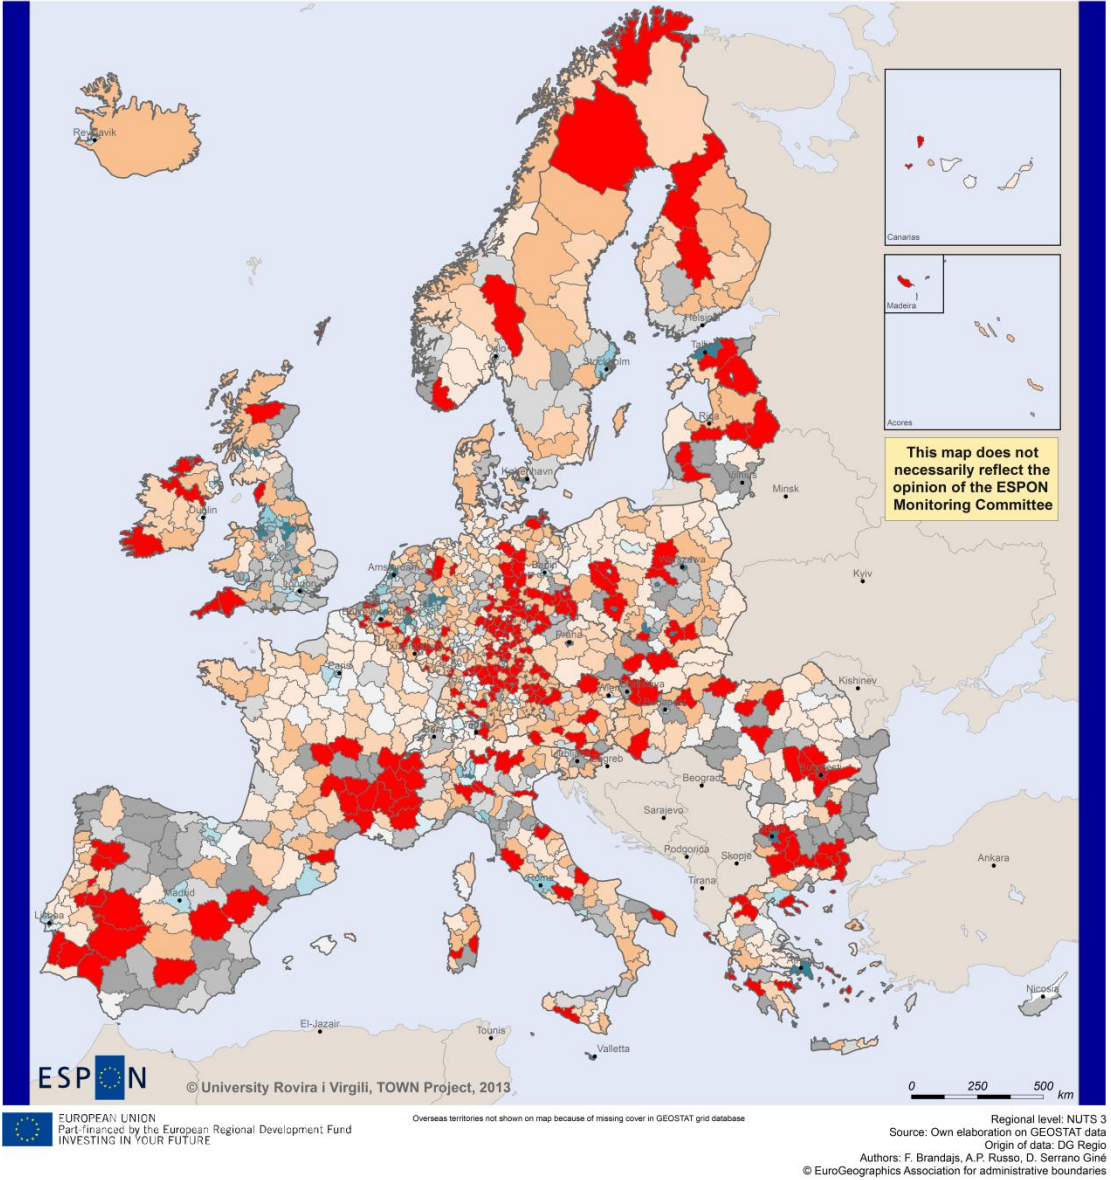 Reykjavik
Canarias
Madeira
Acores
Oslo
Helsinki
Stockholm
Riga
København
Vilnius
Minsk
This map does not
necessarily reflect the
opinion of the ESPON
Monitoring Committee
Dublin
London
Amsterdam
Berlin
Warszawa
Kyiv
Praha
Paris
Kishinev
Wien
Bern
Vaduz
Zagreb
Beograd
Bucuresti
Sarajevo
Podgorica
Skopje
Tirana
Ankara
Roma
Madrid
Lisboa
Nicosia
El-Jazair
Tounis
Valletta
ESPON
© University Rovira i Virgili, TOWN Project, 2013
0 250 500
km
EUROPEAN UNION
Part-financed by the European Regional Development Fund
INVESTING IN YOUR FUTURE
Overseas territories not shown on map because of missing cover in GEOSTAT grid database
Regional level: NUTS 3
Source: Own elaboration on GEOSTAT data
Origin of data: DG Regio
Authors: F. Brandajs, A.P. Russo, D. Serrano Giné
© EuroGeographics Association for administrative boundaries